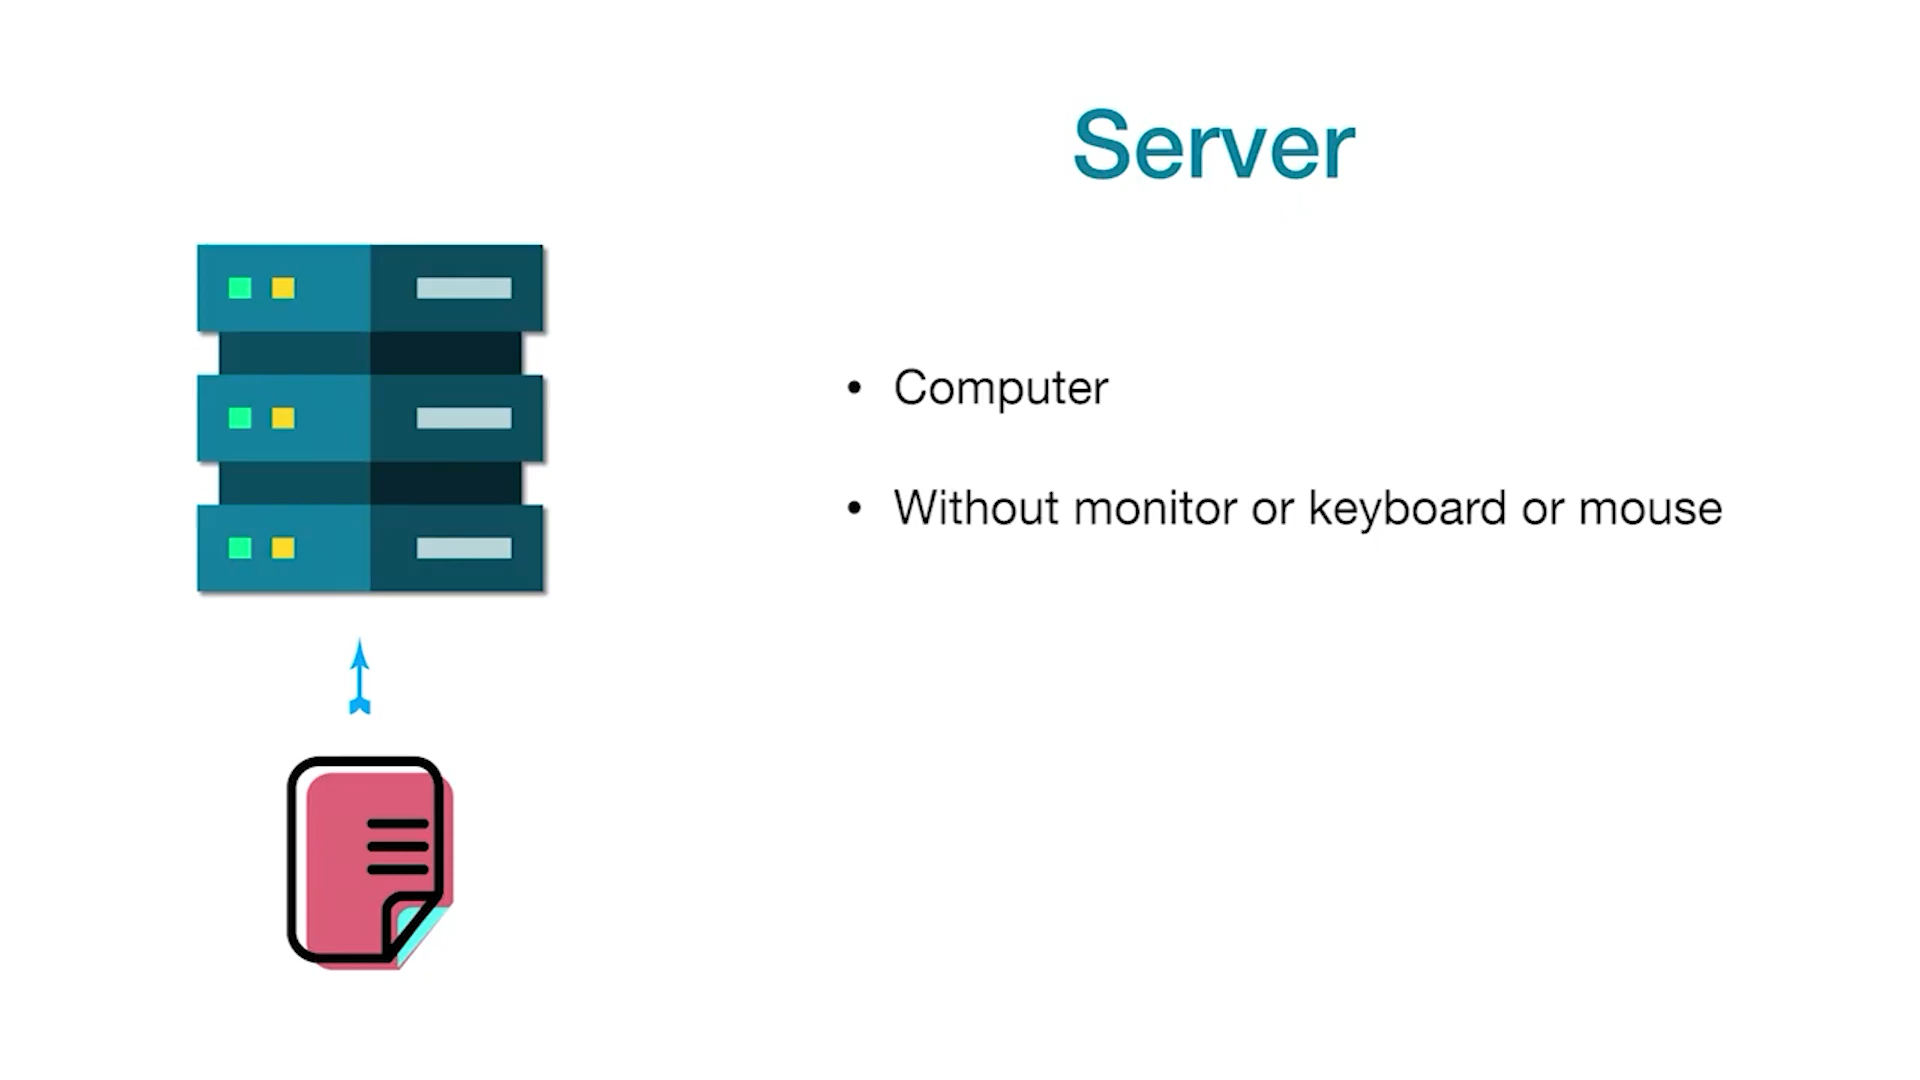 Server
• Computer
• Without monitor or keyboard or mouse